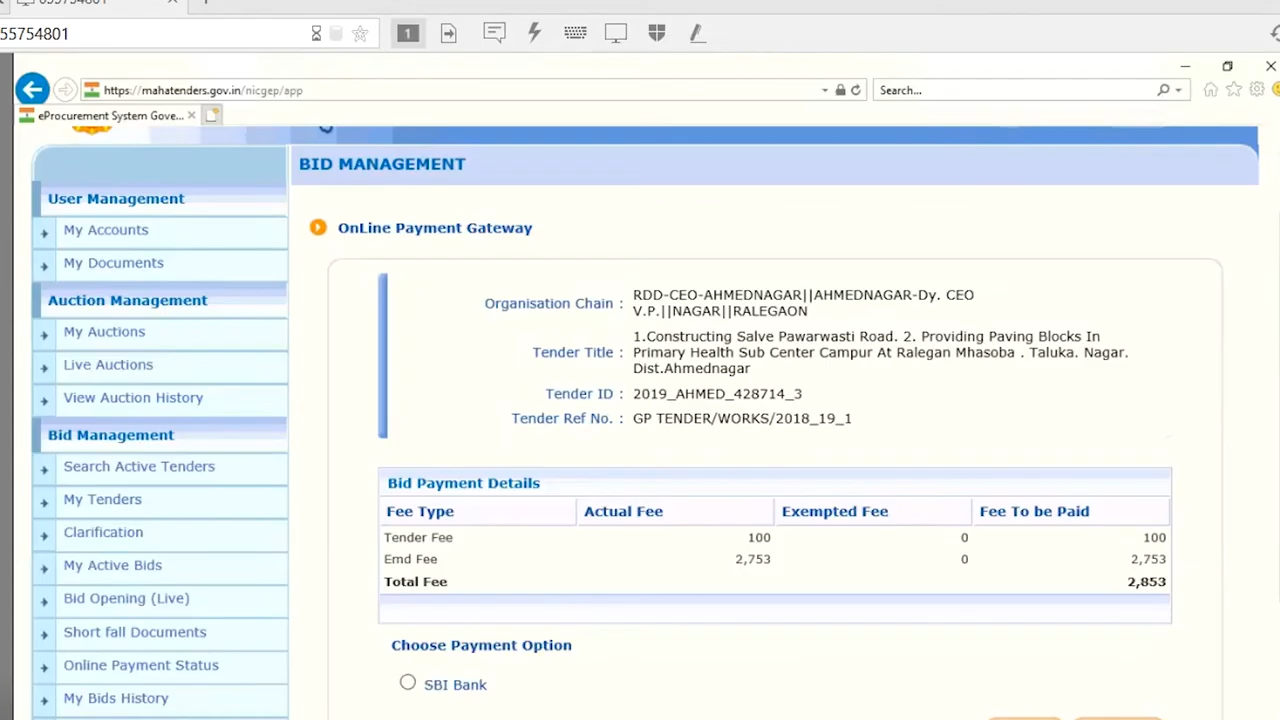 055754801
55754801
1
https://mahatenders.gov.in/nicgep/app
Search...
eProcurement System Gove...
BID MANAGEMENT
User Management
My Accounts
My Documents
Auction Management
My Auctions
Live Auctions
View Auction History
Bid Management
Search Active Tenders
My Tenders
Clarification
My Active Bids
Bid Opening (Live)
Short fall Documents
Online Payment Status
My Bids History
OnLine Payment Gateway
Organisation Chain : RDD-CEO-AHMEDNAGAR||AHMEDNAGAR-Dy. CEO
V.P.||NAGAR||RALEGAON
Tender Title : 1.Constructing Salve Pawarwasti Road. 2. Providing Paving Blocks In
Primary Health Sub Center Campur At Ralegan Mhasoba . Taluka. Nagar.
Dist.Ahmednagar
Tender ID : 2019_AHMED_428714_3
Tender Ref No. : GP TENDER/WORKS/2018_19_1
Bid Payment Details
Fee Type Actual Fee Exempted Fee Fee To be Paid
Tender Fee 100 0 100
Emd Fee 2,753 0 2,753
Total Fee 2,853
Choose Payment Option
SBI Bank